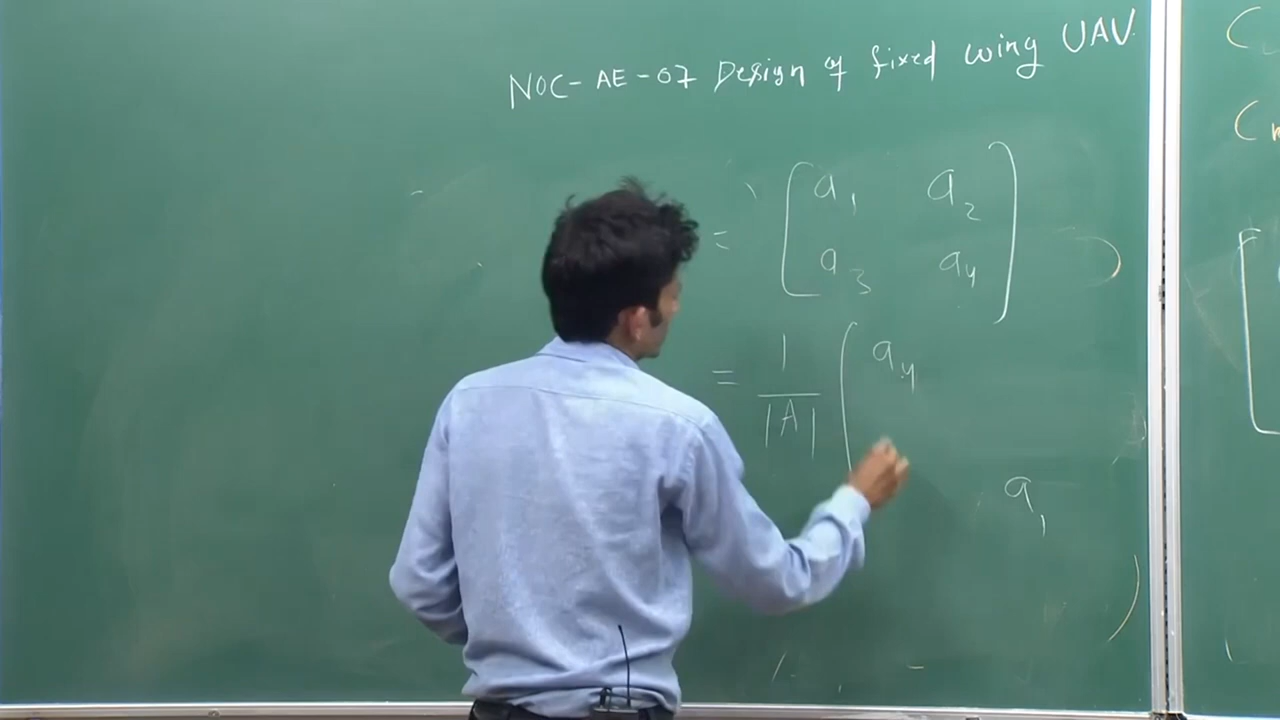 NOC-AE-07 Design of fixed wing UAV
= [ a₁ a₂
a₃ a₄ ]
= 1/|A| [ a₄
a₁